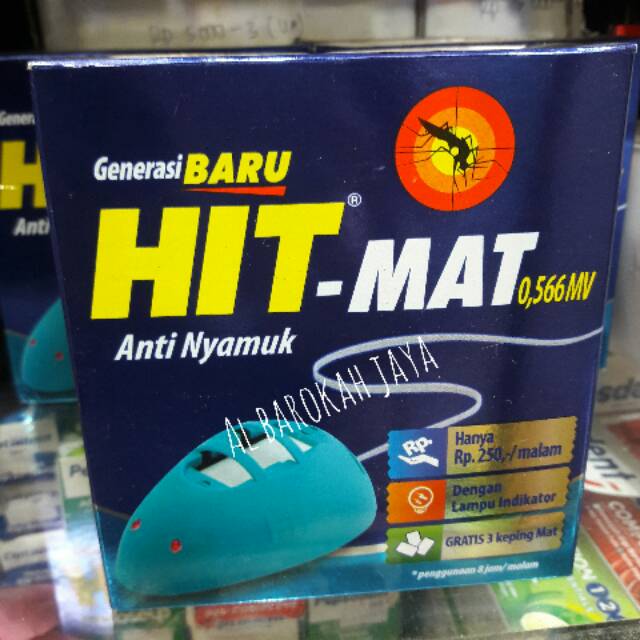 Generasi BARU
HIT®-MAT 0,566 MV
Anti Nyamuk
AL BAROKAH JAYA
Rp.
Hanya
Rp. 250,-/malam
Dengan
Lampu Indikator
GRATIS 3 keping Mat
*penggunaan 8 jam/malam